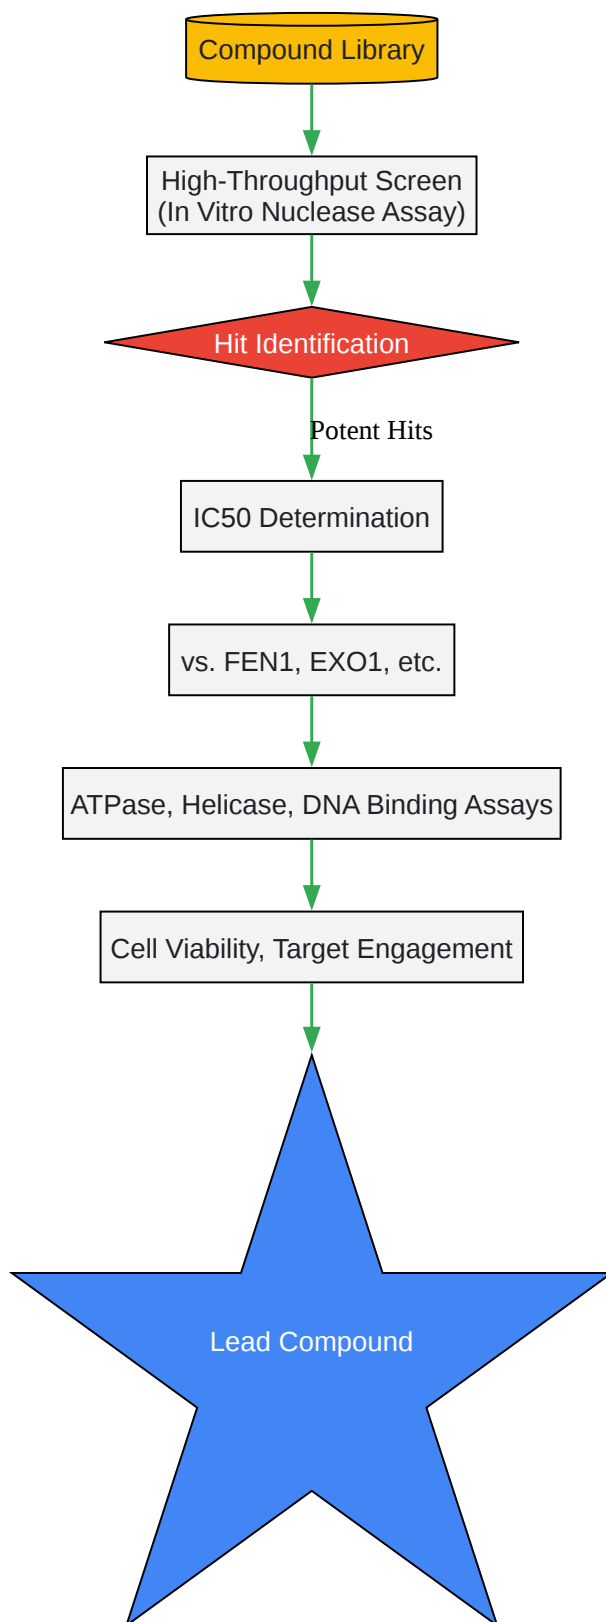 Compound Library
High-Throughput Screen
(In Vitro Nuclease Assay)
Hit Identification
Potent Hits
IC50 Determination
vs. FEN1, EXO1, etc.
ATPase, Helicase, DNA Binding Assays
Cell Viability, Target Engagement
Lead Compound